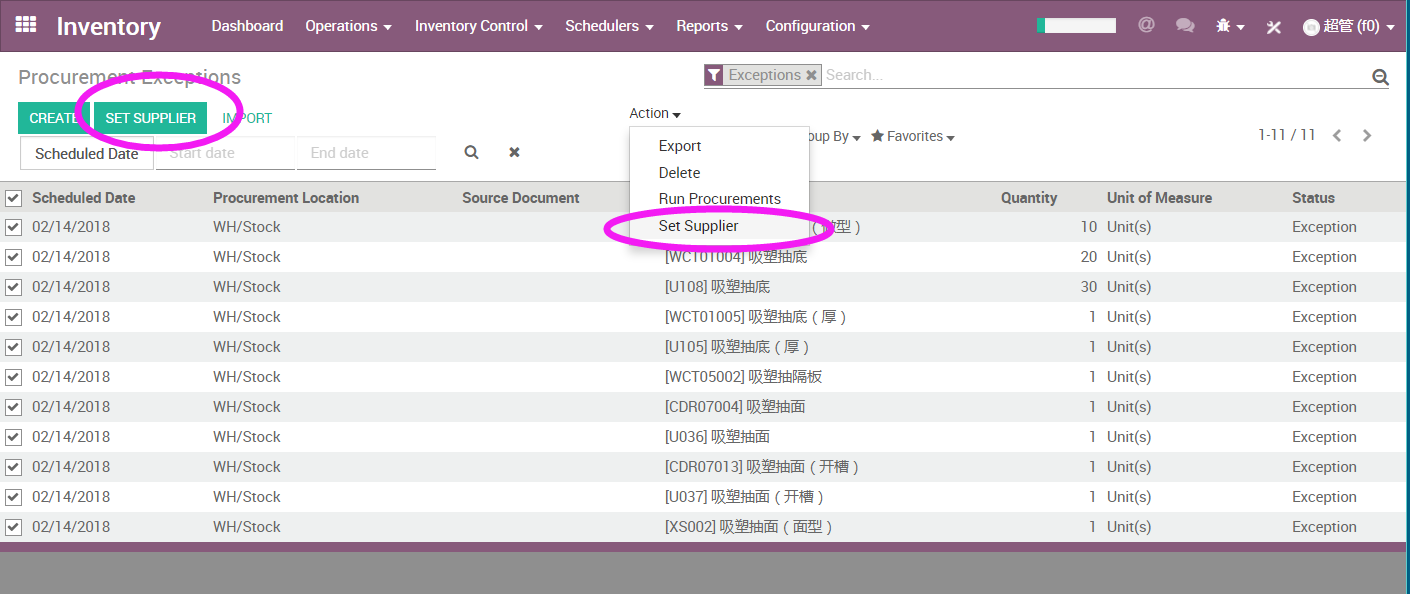 Inventory Dashboard Operations Inventory Control Schedulers Reports Configuration 超管 (f0)
Procurement Exceptions Exceptions Search...
CREATE SET SUPPLIER IMPORT Action
Scheduled Date Start date End date By Favorites 1-11 / 11
Export
Delete
Run Procurements
Set Supplier
Scheduled Date Procurement Location Source Document Quantity Unit of Measure Status
02/14/2018 WH/Stock 型） 10 Unit(s) Exception
02/14/2018 WH/Stock [WCT01004] 吸塑抽底 20 Unit(s) Exception
02/14/2018 WH/Stock [U108] 吸塑抽底 30 Unit(s) Exception
02/14/2018 WH/Stock [WCT01005] 吸塑抽底（厚） 1 Unit(s) Exception
02/14/2018 WH/Stock [U105] 吸塑抽底（厚） 1 Unit(s) Exception
02/14/2018 WH/Stock [WCT05002] 吸塑抽隔板 1 Unit(s) Exception
02/14/2018 WH/Stock [CDR07004] 吸塑抽面 1 Unit(s) Exception
02/14/2018 WH/Stock [U036] 吸塑抽面 1 Unit(s) Exception
02/14/2018 WH/Stock [CDR07013] 吸塑抽面（开槽） 1 Unit(s) Exception
02/14/2018 WH/Stock [U037] 吸塑抽面（开槽） 1 Unit(s) Exception
02/14/2018 WH/Stock [XS002] 吸塑抽面（面型） 1 Unit(s) Exception